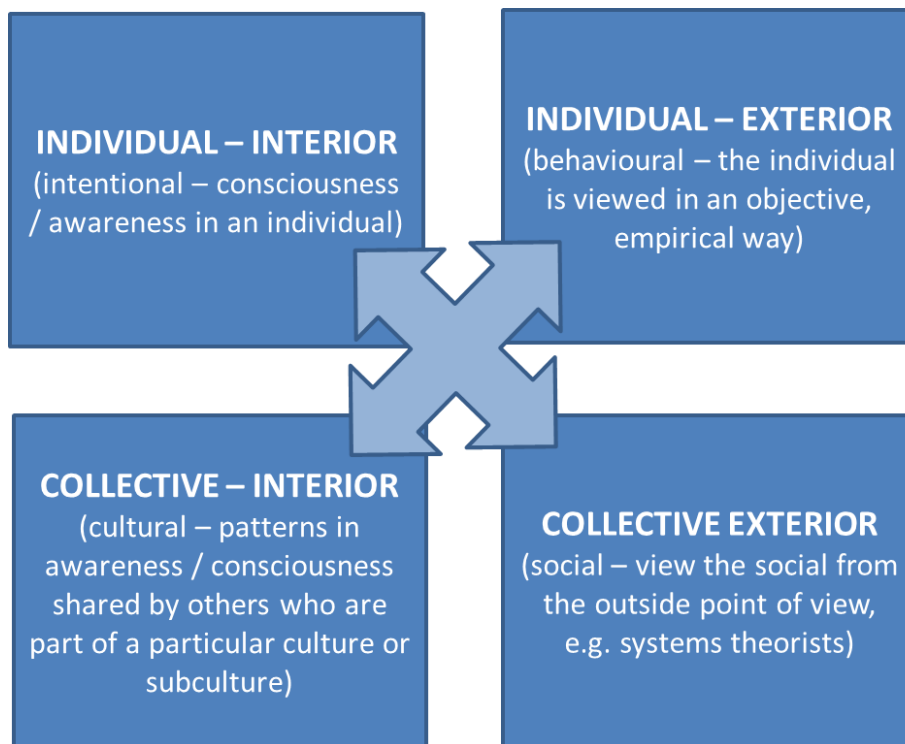 INDIVIDUAL – INTERIOR
(intentional – consciousness
/ awareness in an individual)
INDIVIDUAL – EXTERIOR
(behavioural – the individual
is viewed in an objective,
empirical way)
COLLECTIVE – INTERIOR
(cultural – patterns in
awareness / consciousness
shared by others who are
part of a particular culture or
subculture)
COLLECTIVE EXTERIOR
(social – view the social from
the outside point of view,
e.g. systems theorists)